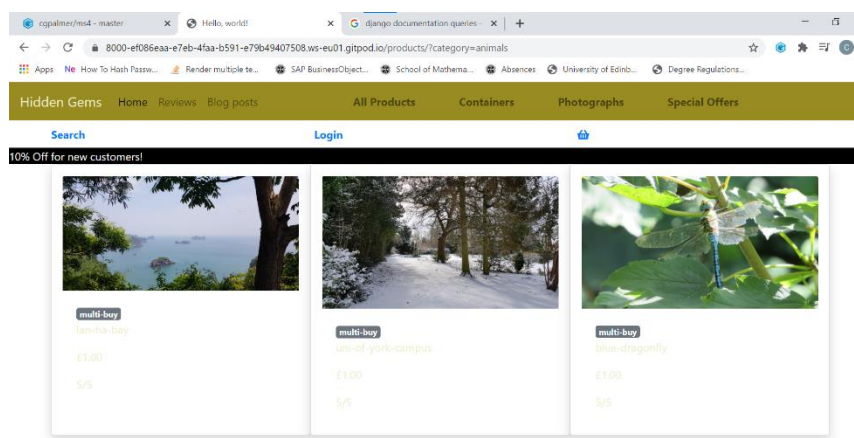 cgpalmer/ms4 - master × Hello, world! × django documentation queries - × +
8000-ef086eaa-e7eb-4faa-b591-e79b49407508.ws-eu01.gitpod.io/products/?category=animals
Apps Ne How To Hash Passw... Render multiple te... SAP BusinessObject... School of Mathema... Absences University of Edinb... Degree Regulations...
Hidden Gems Home Reviews Blog posts All Products Containers Photographs Special Offers
Search Login
10% Off for new customers!
multi-buy multi-buy multi-buy
lan-ha-bay uni-of-york-campus blue-dragonfly
£1.00 £1.00 £1.00
5/5 5/5 5/5